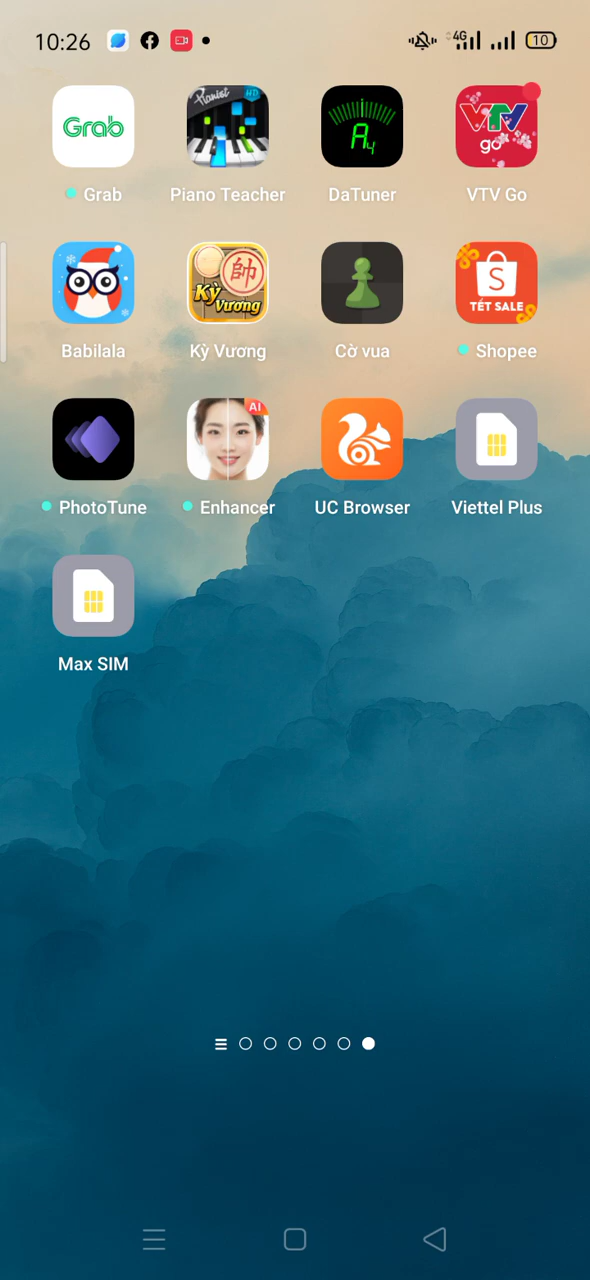 10:26
4G
10
Grab
Pianist HD
A4
VTV
go
Grab
Piano Teacher
DaTuner
VTV Go
帥
Kỳ
Vương
S
TẾT SALE
Babilala
Kỳ Vương
Cờ vua
Shopee
AI
PhotoTune
Enhancer
UC Browser
Viettel Plus
Max SIM